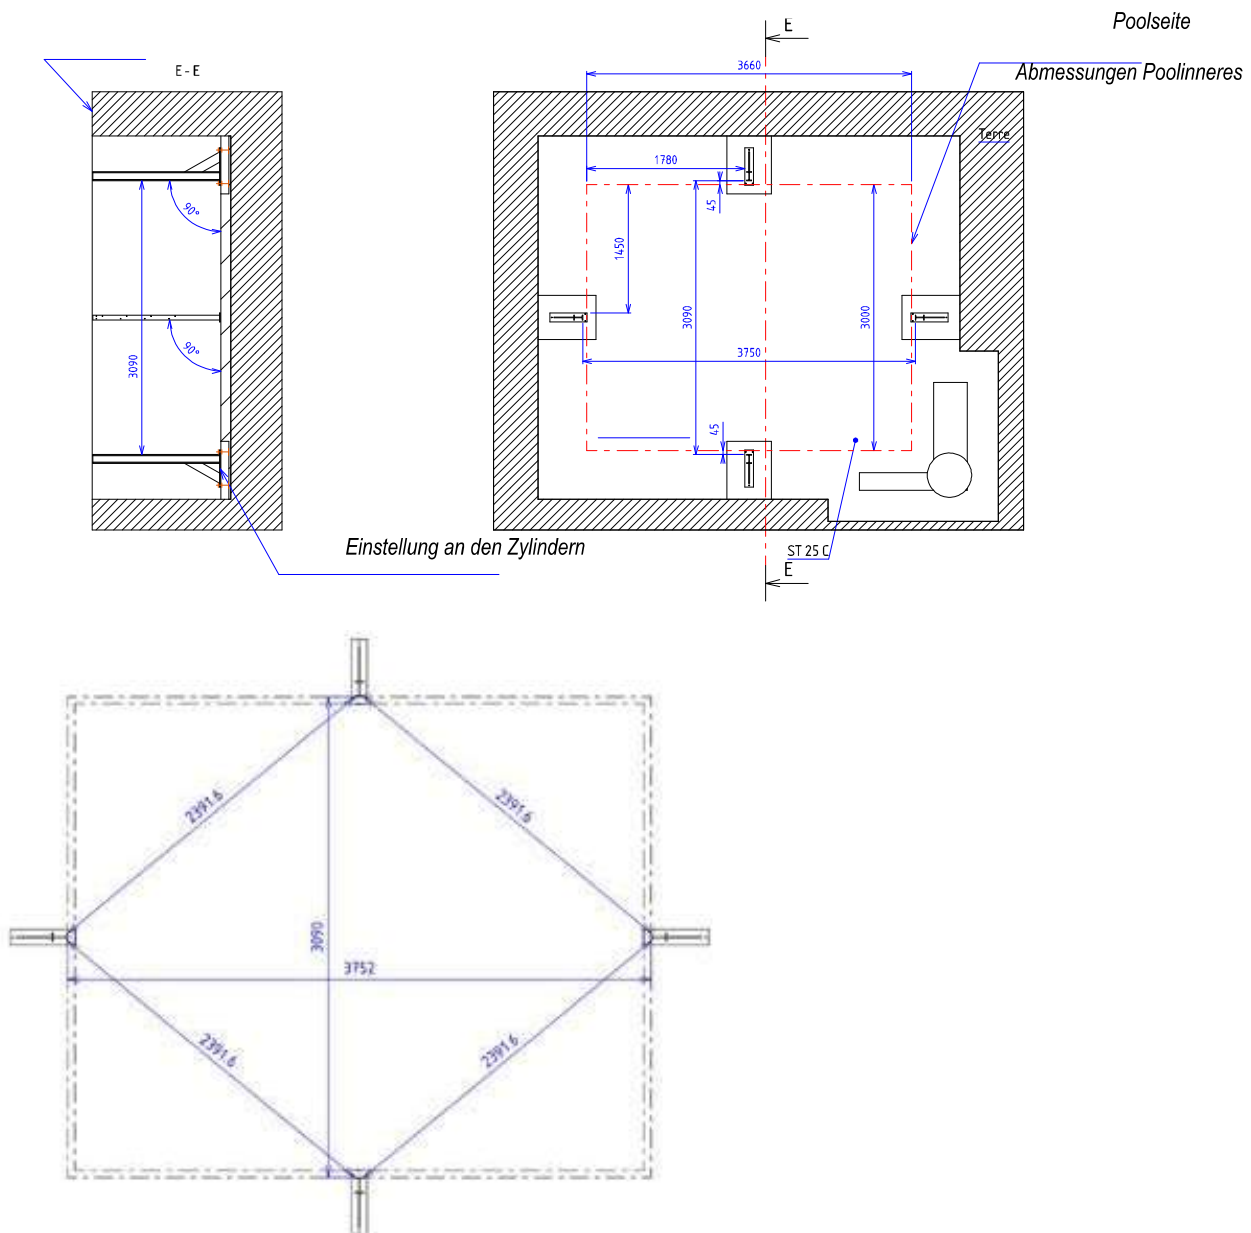 Poolseite
E
E - E
3660
Abmessungen Poolinneres
Terre
1780
45
90°
1450
3090
3000
90°
3090
3750
45
Einstellung an den Zylindern
ST 25 C
E
2391.6
2391.6
3090
3752
2391.6
2391.6